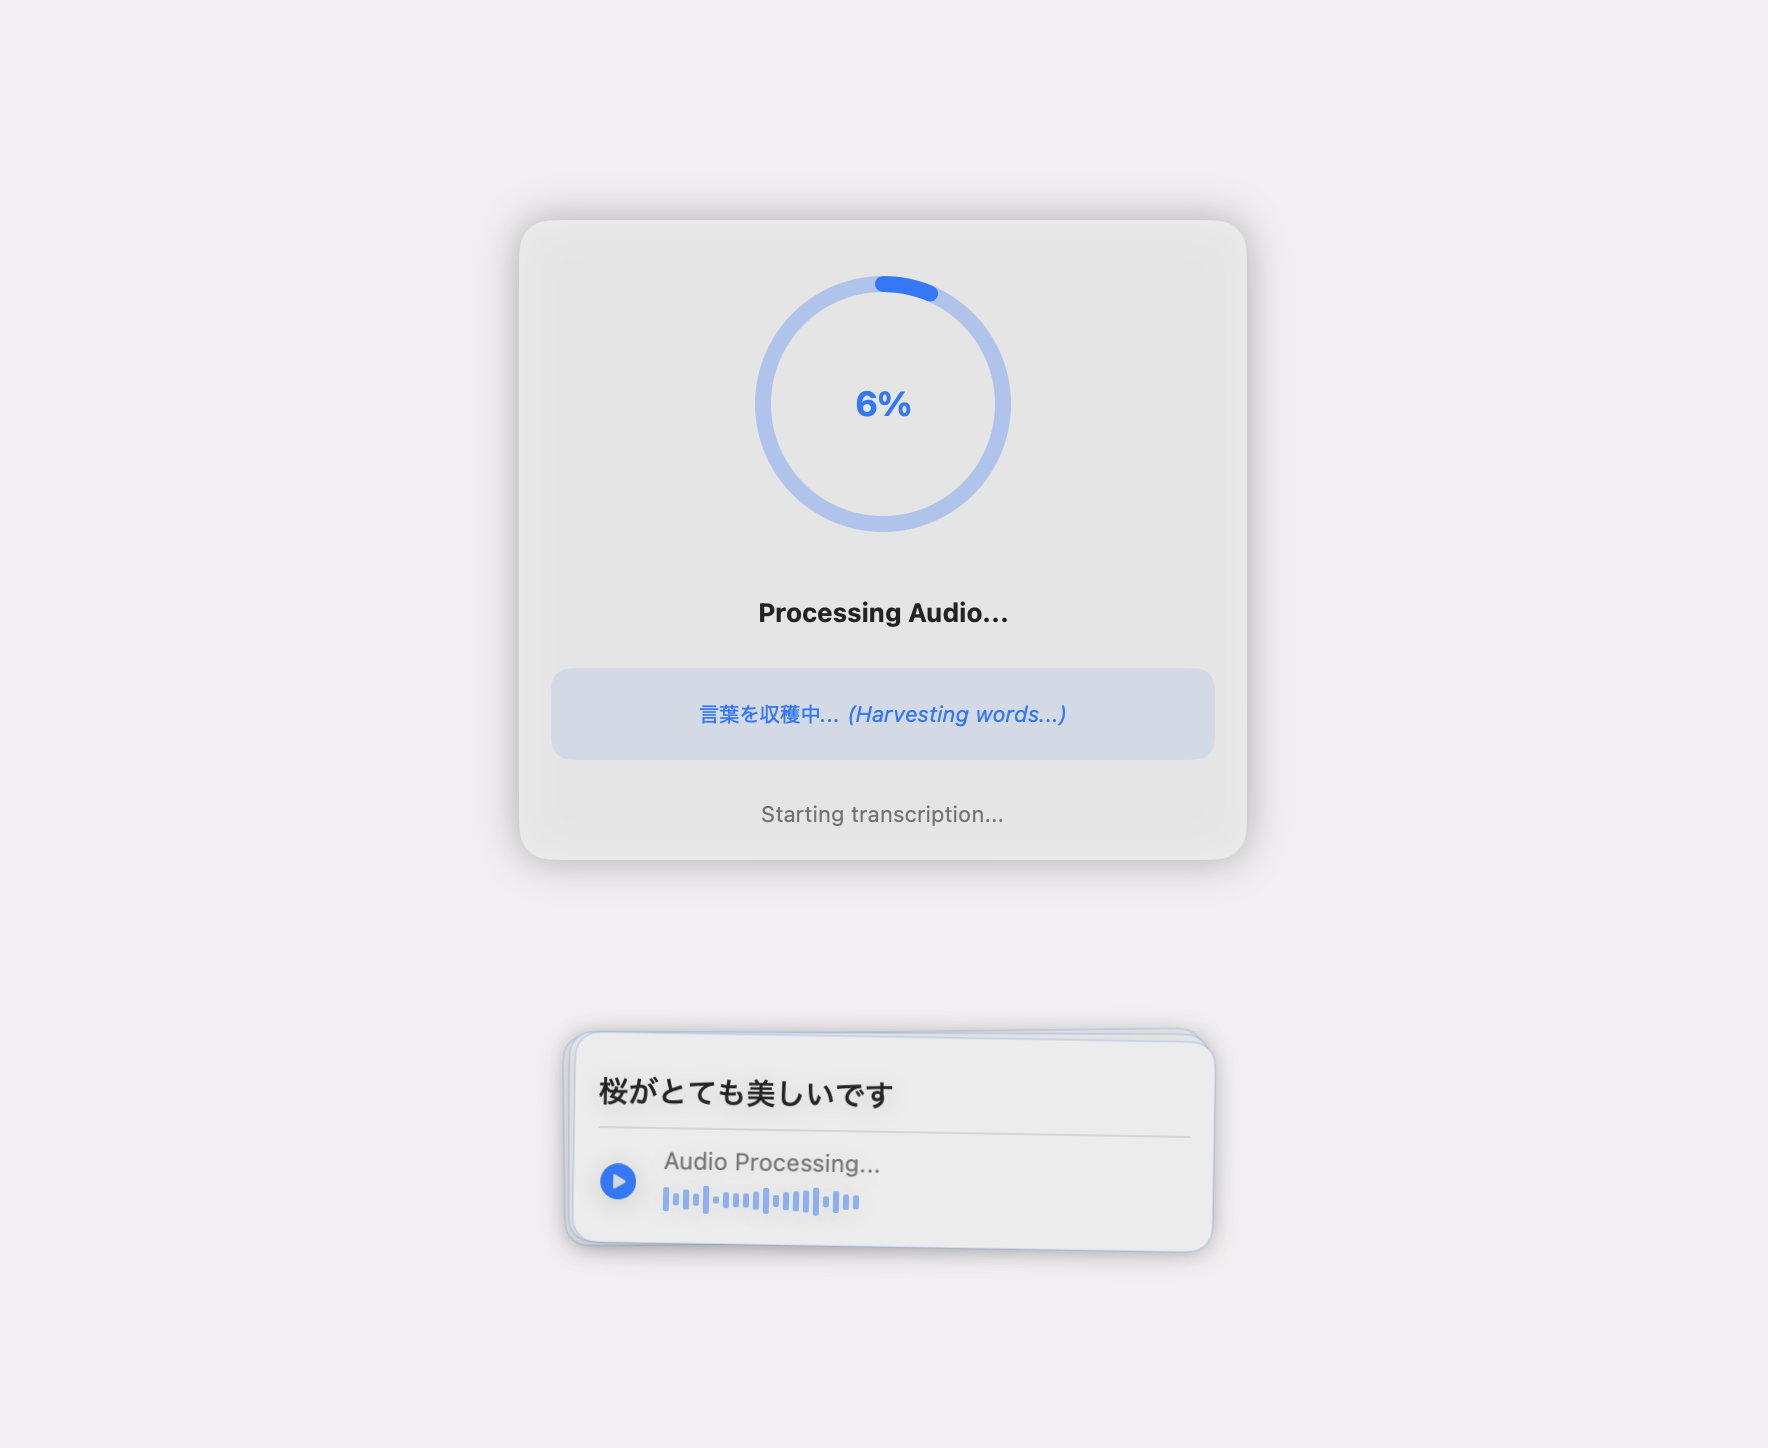 6%
Processing Audio...
言葉を収穫中... (Harvesting words...)
Starting transcription...
桜がとても美しいです
Audio Processing...